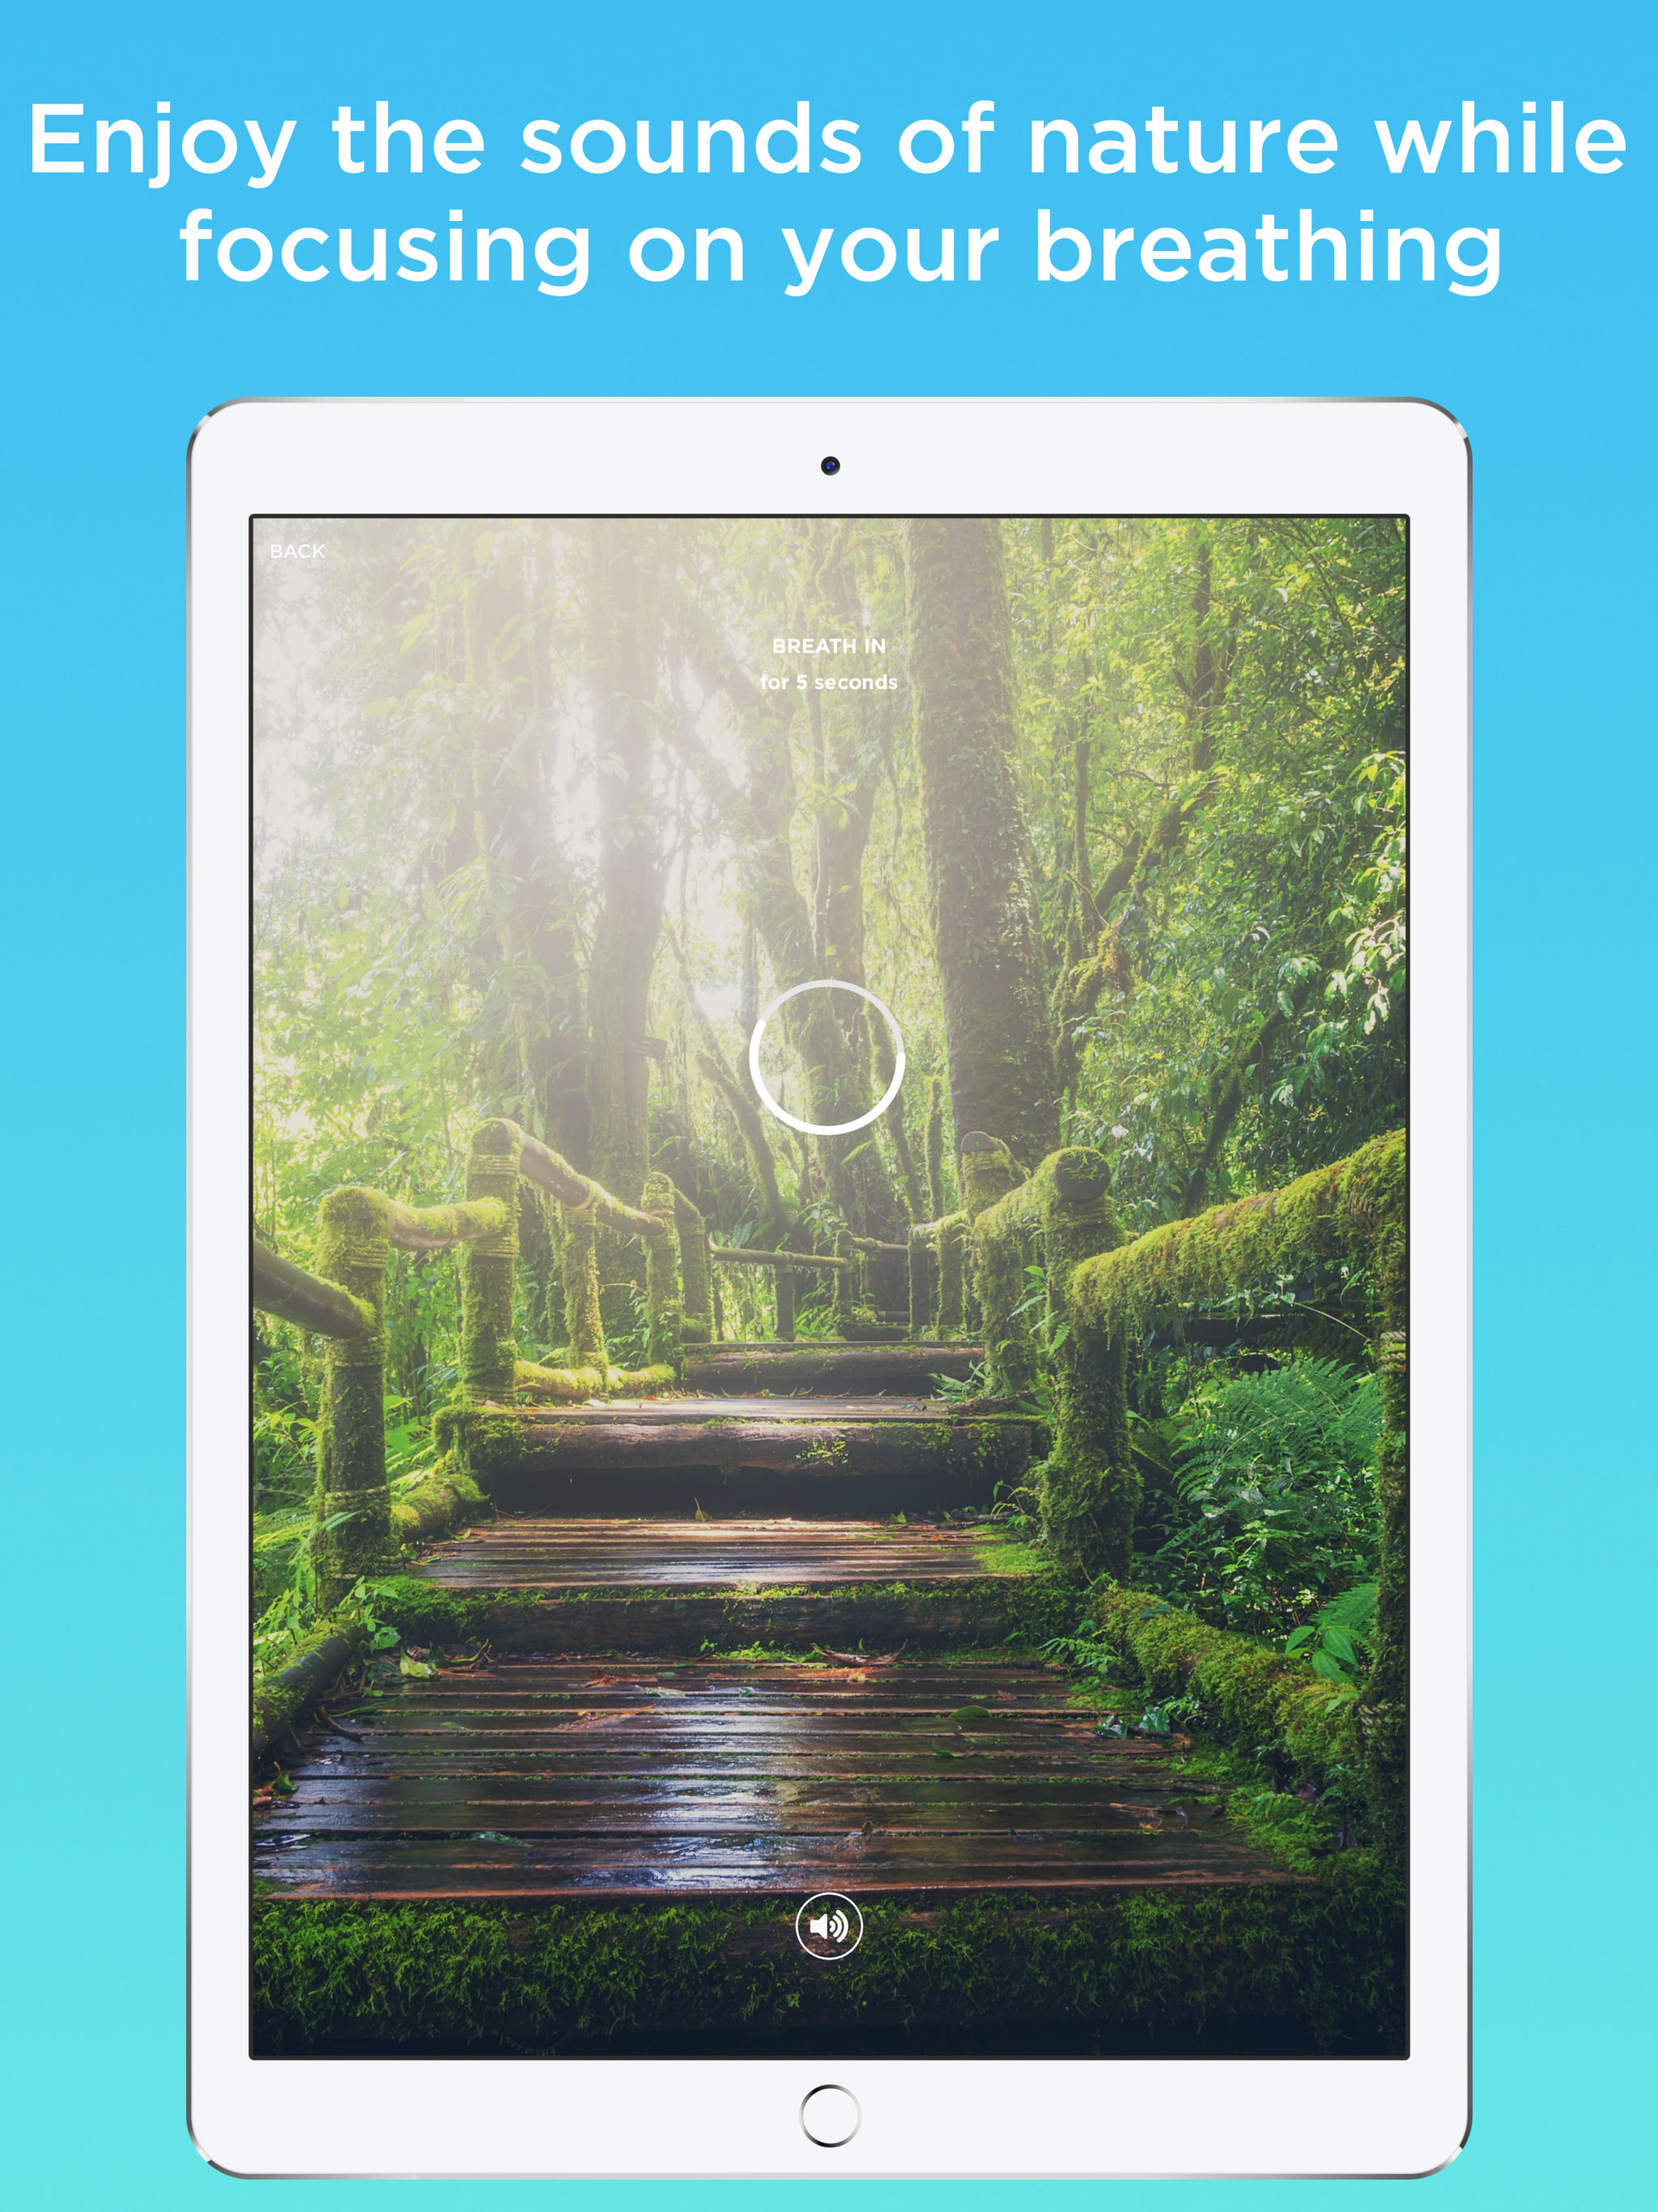 Enjoy the sounds of nature while
focusing on your breathing
BACK
BREATH IN
for 5 seconds